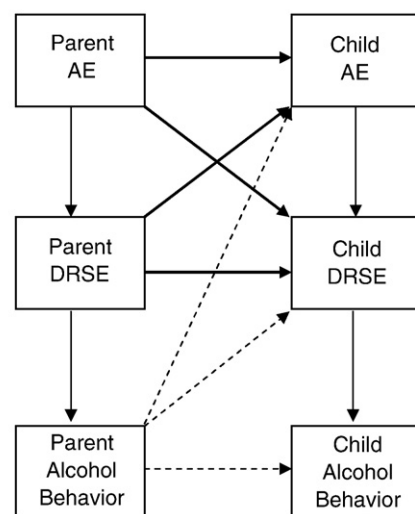 Parent
AE
Child
AE
Parent
DRSE
Child
DRSE
Parent
Alcohol
Behavior
Child
Alcohol
Behavior